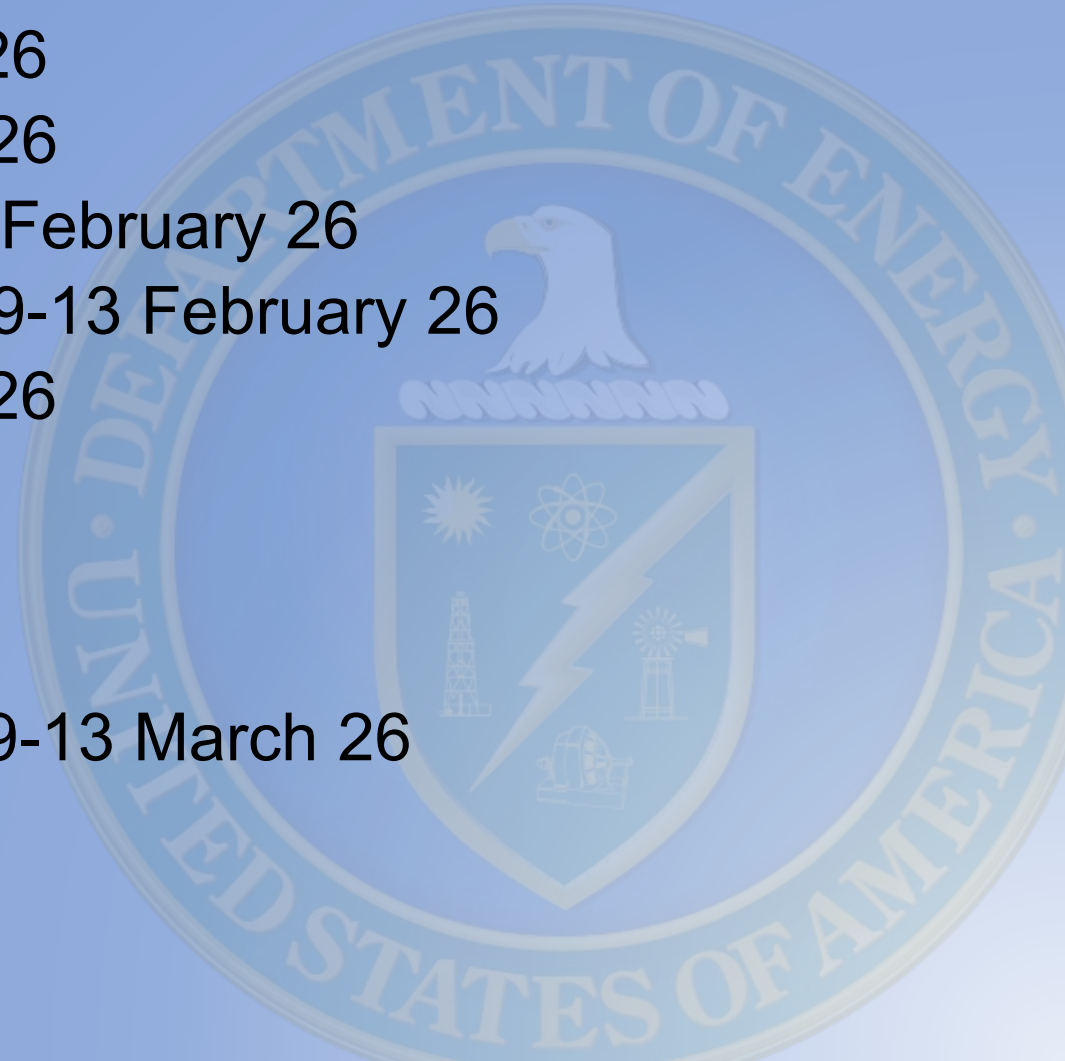 26
26
February 26
9-13 February 26
26
9-13 March 26
DEPARTMENT OF ENERGY
UNITED STATES OF AMERICA